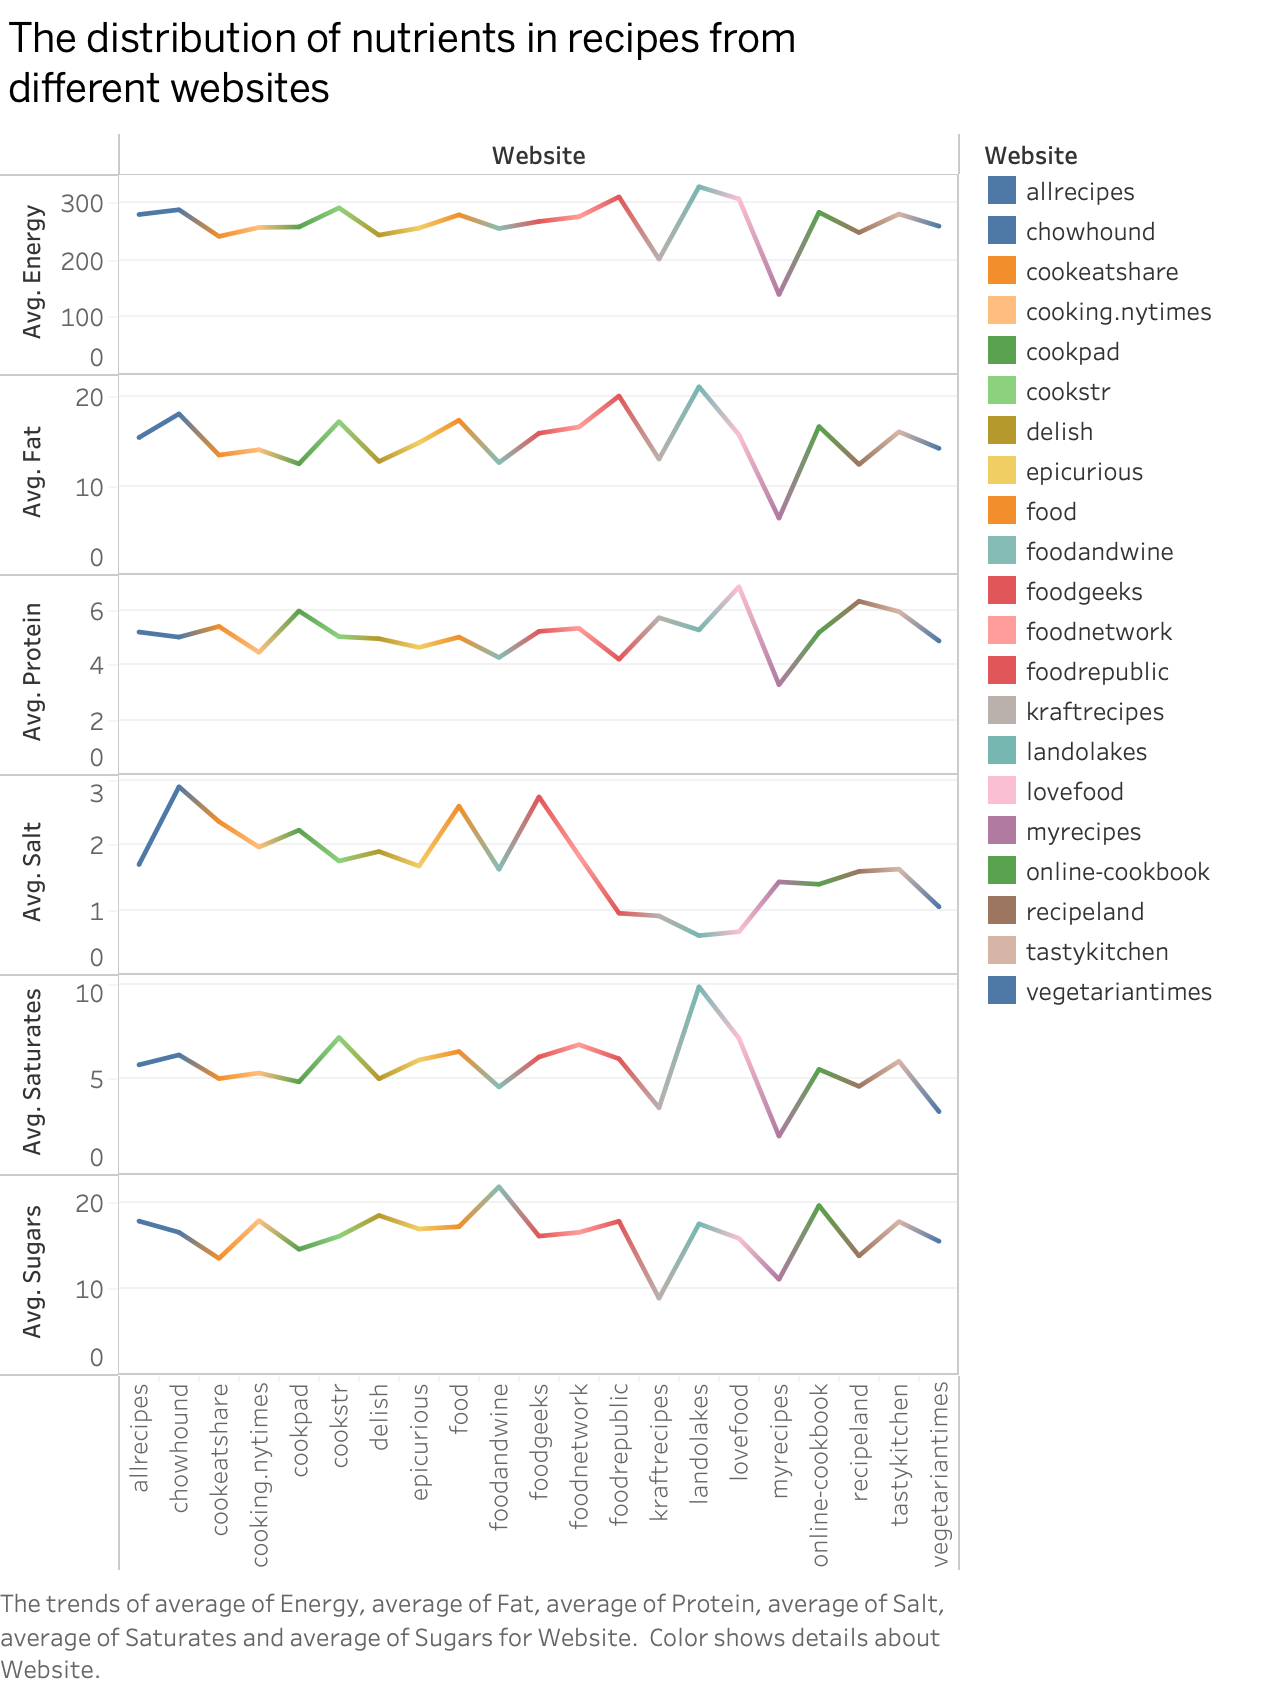 The distribution of nutrients in recipes from
different websites
Website
Avg. Energy
300
200
100
0
Avg. Fat
20
10
0
Avg. Protein
6
4
2
0
Avg. Salt
3
2
1
0
Avg. Saturates
10
5
0
Avg. Sugars
20
10
0
allrecipes
chowhound
cookeatshare
cooking.nytimes
cookpad
cookstr
delish
epicurious
food
foodandwine
foodgeeks
foodnetwork
foodrepublic
kraftrecipes
landolakes
lovefood
myrecipes
online-cookbook
recipeland
tastykitchen
vegetariantimes
Website
allrecipes
chowhound
cookeatshare
cooking.nytimes
cookpad
cookstr
delish
epicurious
food
foodandwine
foodgeeks
foodnetwork
foodrepublic
kraftrecipes
landolakes
lovefood
myrecipes
online-cookbook
recipeland
tastykitchen
vegetariantimes
The trends of average of Energy, average of Fat, average of Protein, average of Salt,
average of Saturates and average of Sugars for Website.  Color shows details about
Website.